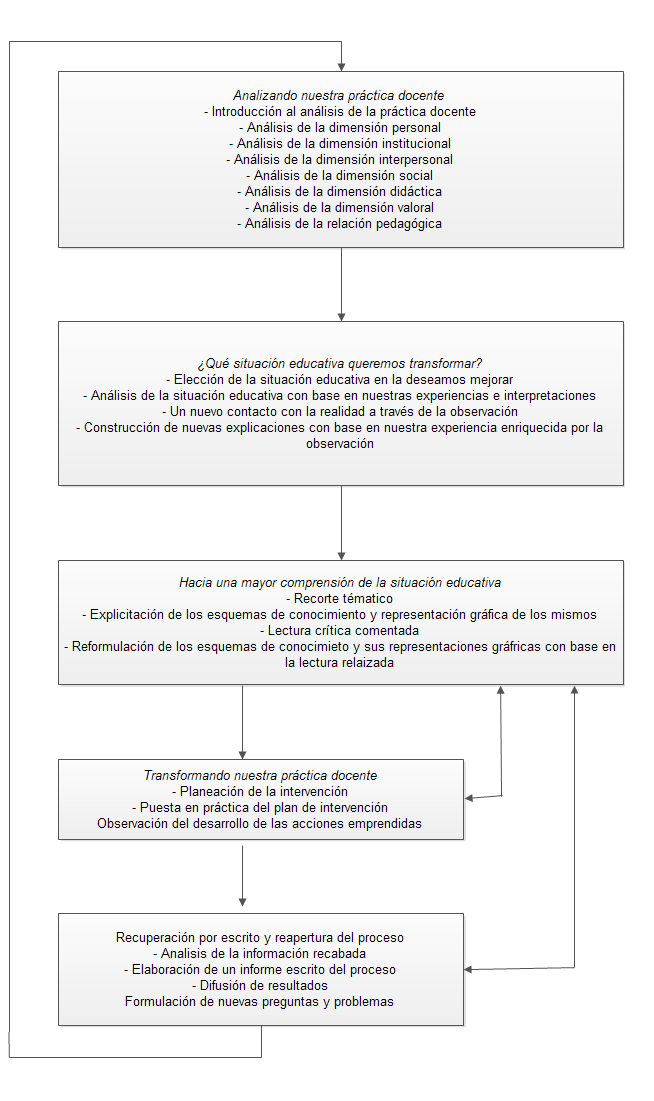 Analizando nuestra práctica docente
- Introducción al análisis de la práctica docente
- Análisis de la dimensión personal
- Análisis de la dimensión institucional
- Análisis de la dimensión interpersonal
- Análisis de la dimensión social
- Análisis de la dimensión didáctica
- Análisis de la dimensión valoral
- Análisis de la relación pedagógica
¿Qué situación educativa queremos transformar?
- Elección de la situación educativa en la deseamos mejorar
- Análisis de la situación educativa con base en nuestras experiencias e interpretaciones
- Un nuevo contacto con la realidad a través de la observación
- Construcción de nuevas explicaciones con base en nuestra experiencia enriquecida por la
observación
Hacia una mayor comprensión de la situación educativa
- Recorte tématico
- Explicitación de los esquemas de conocimiento y representación gráfica de los mismos
- Lectura crítica comentada
- Reformulación de los esquemas de conocimieto y sus representaciones gráfricas con base en
la lectura relaizada
Transformando nuestra práctica docente
- Planeación de la intervención
- Puesta en práctica del plan de intervención
Observación del desarrollo de las acciones emprendidas
Recuperación por escrito y reapertura del proceso
- Analisis de la información recabada
- Elaboración de un informe escrito del proceso
- Difusión de resultados
Formulación de nuevas preguntas y problemas